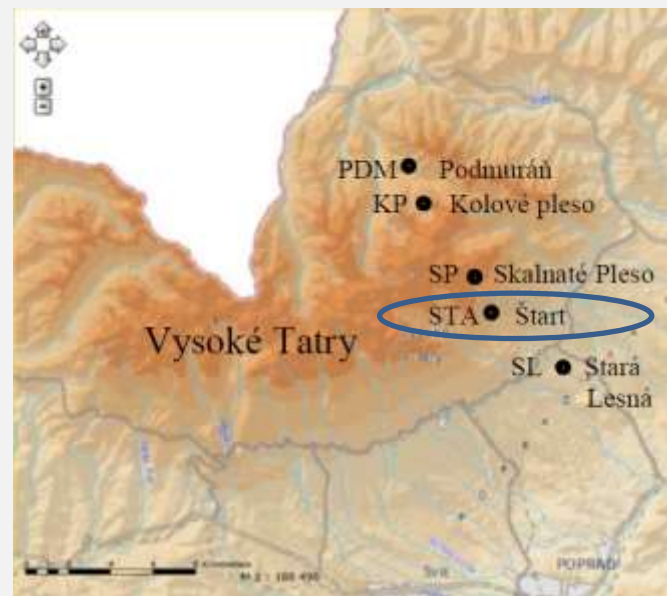 PDM Podmuráň
KP Kolové pleso
SP Skalnaté Pleso
STA Štart
Vysoké Tatry
SL Stará
Lesná
POPRAD